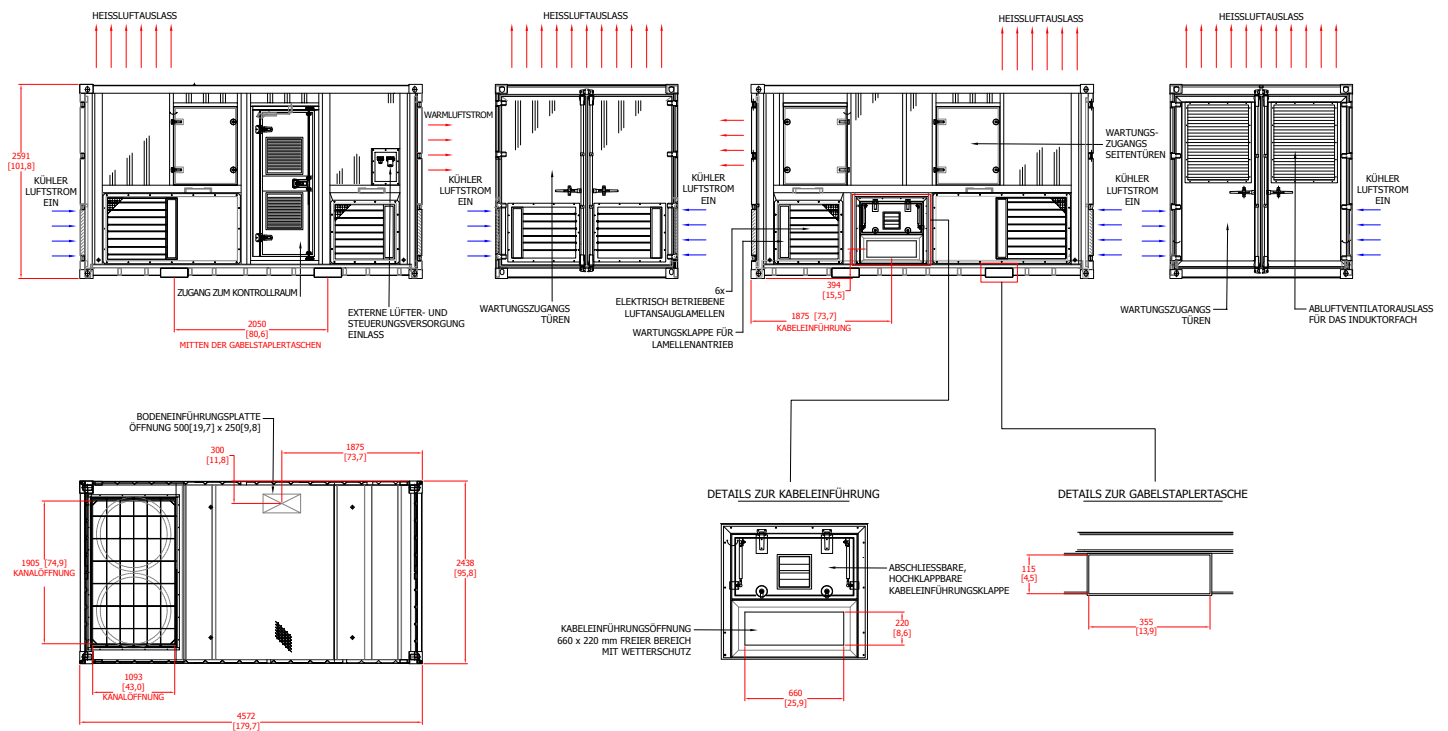 HEISSLUFTAUSLASS
HEISSLUFTAUSLASS
HEISSLUFTAUSLASS
HEISSLUFTAUSLASS
2591
[101,8]
KÜHLER
LUFTSTROM
EIN
WARMLUFTSTROM
KÜHLER
LUFTSTROM
EIN
KÜHLER
LUFTSTROM
EIN
WARTUNGS-
ZUGANGS
SEITENTÜREN
KÜHLER
LUFTSTROM
EIN
KÜHLER
LUFTSTROM
EIN
ZUGANG ZUM KONTROLLRAUM
2050
[80,6]
MITTEN DER GABELSTAPLERTASCHEN
EXTERNE LÜFTER- UND
STEUERUNGSVERSORGUNG
EINLASS
WARTUNGSZUGANGS
TÜREN
6x
ELEKTRISCH BETRIEBENE
LUFTANSAUGLAMELLEN
WARTUNGSKLAPPE FÜR
LAMELLENANTRIEB
394
[15,5]
1875 [73,7]
KABELEINFÜHRUNG
WARTUNGSZUGANGS
TÜREN
ABLUFTVENTILATORAUSLASS
FÜR DAS INDUKTORFACH
BODENEINFÜHRUNGSPLATTE
ÖFFNUNG 500[19,7] x 250[9,8]
300
[11,8]
1875
[73,7]
1905 [74,9]
KANALÖFFNUNG
2438
[95,8]
1093
[43,0]
KANALÖFFNUNG
4572
[179,7]
DETAILS ZUR KABELEINFÜHRUNG
ABSCHLIESSBARE,
HOCHKLAPPBARE
KABELEINFÜHRUNGSKLAPPE
KABELEINFÜHRUNGSÖFFNUNG
660 x 220 mm FREIER BEREICH
MIT WETTERSCHUTZ
220
[8,6]
660
[25,9]
DETAILS ZUR GABELSTAPLERTASCHE
115
[4,5]
355
[13,9]